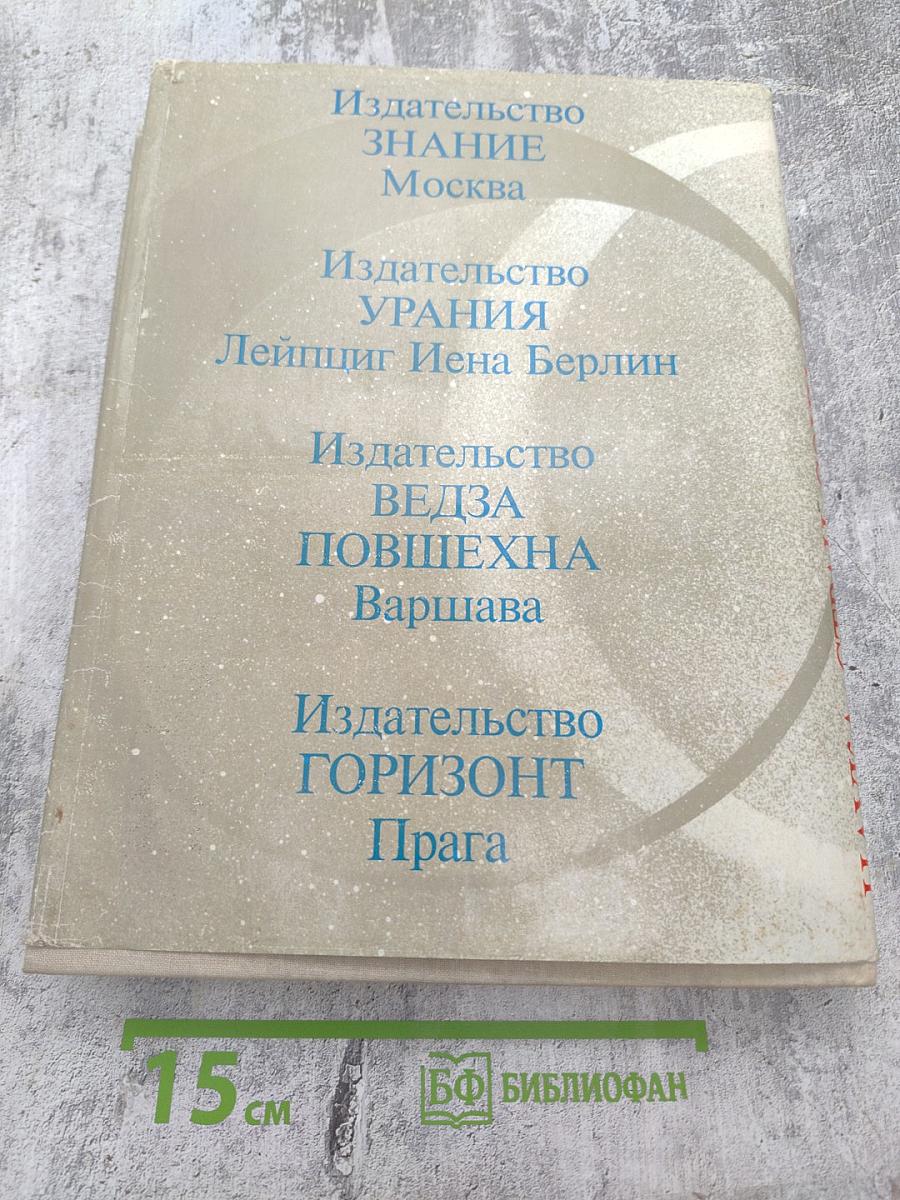 Издательство
ЗНАНИЕ
Москва
Издательство
УРАНИЯ
Лейпциг Иена Берлин
Издательство
ВЕДЗА
ПОВШЕХНА
Варшава
Издательство
ГОРИЗОНТ
Прага
15 см
БФ БИБЛИОФАН